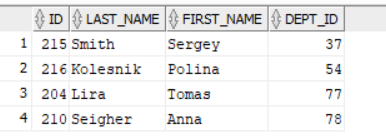 ID LAST_NAME FIRST_NAME DEPT_ID
1 215 Smith Sergey 37
2 216 Kolesnik Polina 54
3 204 Lira Tomas 77
4 210 Seigher Anna 78